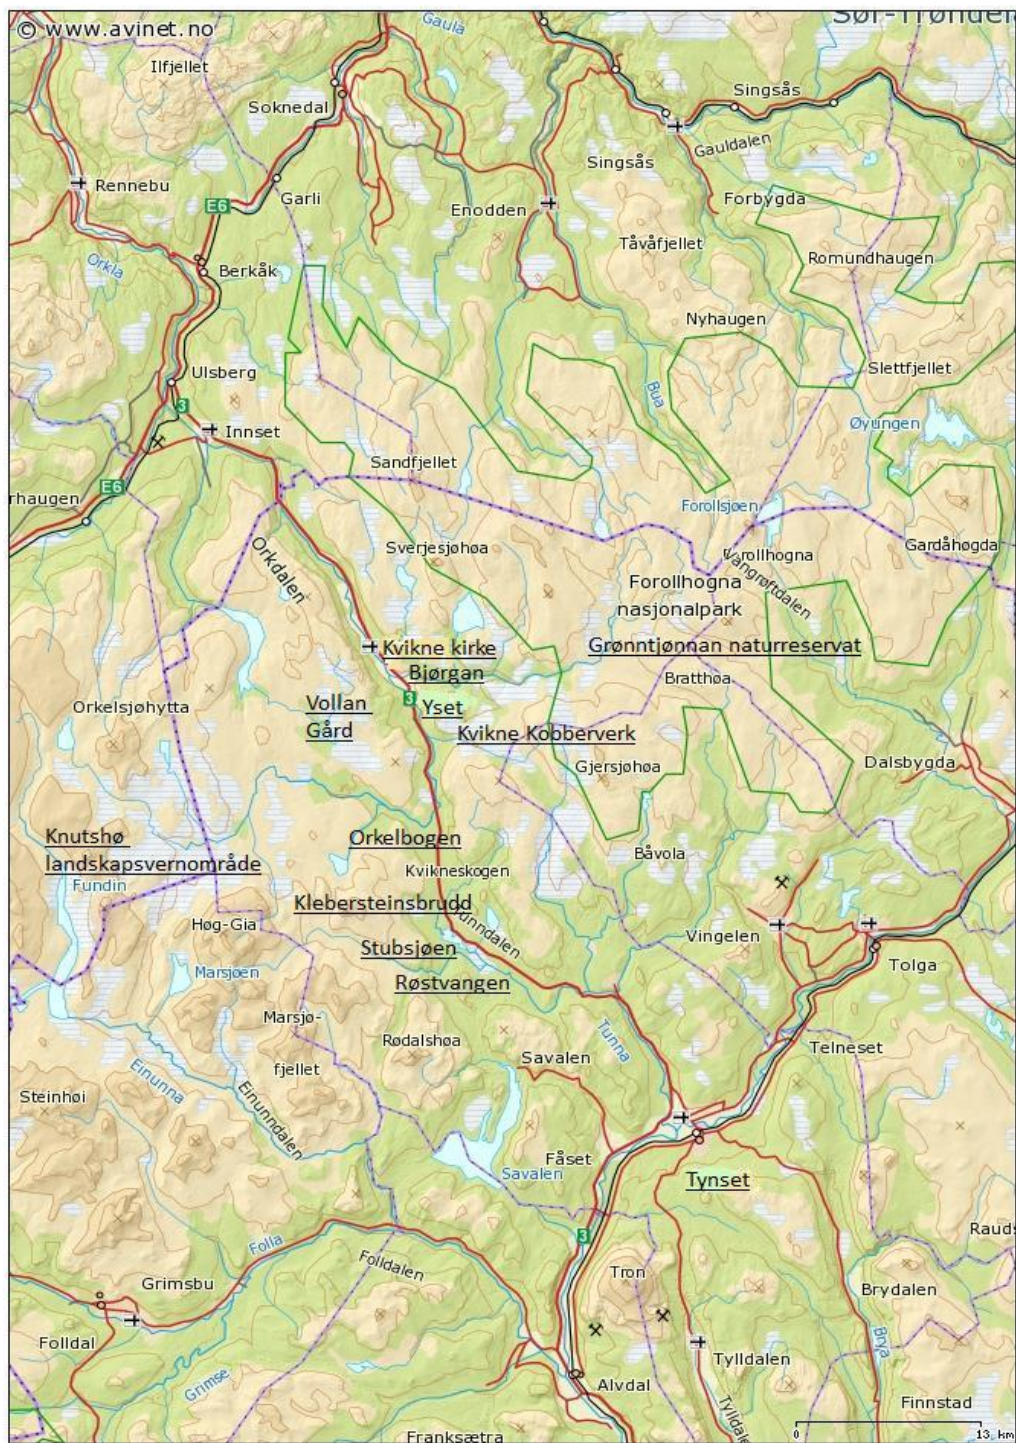 © www.avinet.no
Gaula
Sør-Trøndela
Ilfjellet
Soknedal
Singsås
Gauldalen
Singsås
Rennebu
Garli
E6
Enodden
Forbygda
Tåvåfjellet
Romundhaugen
Orkla
Berkåk
Nyhaugen
Ulsberg
Slettfjellet
Bua
3
Øyungen
Innset
Sandfjellet
E6
rhaugen
Forollsjøen
Orkdalen
Sverjesjøhøa
Forollhogna
Gardåhøgda
Vangrøftdalen
Forollhogna
nasjonalpark
Kvikne kirke
Grønntjønnan naturreservat
Bjørgan
Bratthøa
Orkelsjøhytta
Vollan
Gård
3
Yset
Kvikne Kobberverk
Gjersjøhøa
Dalsbygda
Knutshø
landskapsvernområde
Orkelbogen
Båvola
Kvikneskogen
Fundin
Klebersteinsbrudd
Tunndalen
Høg-Gia
Stubsjøen
Vingelen
Tolga
Marsjøen
Røstvangen
Marsjø-
fjellet
Rødalshøa
Tunna
Savalen
Telneset
Einunna
Steinhøi
Einunndalen
Fåset
Savalen
Tynset
Folla
3
Rauds
Folldalen
Tron
Grimsbu
Brydalen
Folldal
Brya
Tylldalen
Grimse
Alvdal
Tyllda
Finnstad
Franksætra
0 13 km